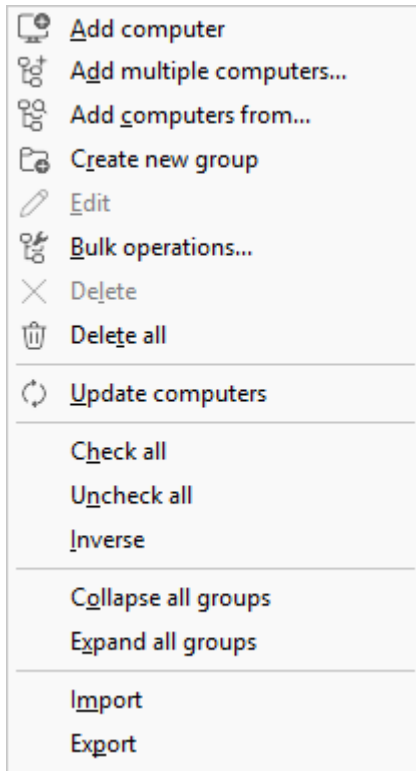 Add computer
Add multiple computers...
Add computers from...
Create new group
Edit
Bulk operations...
Delete
Delete all
Update computers
Check all
Uncheck all
Inverse
Collapse all groups
Expand all groups
Import
Export